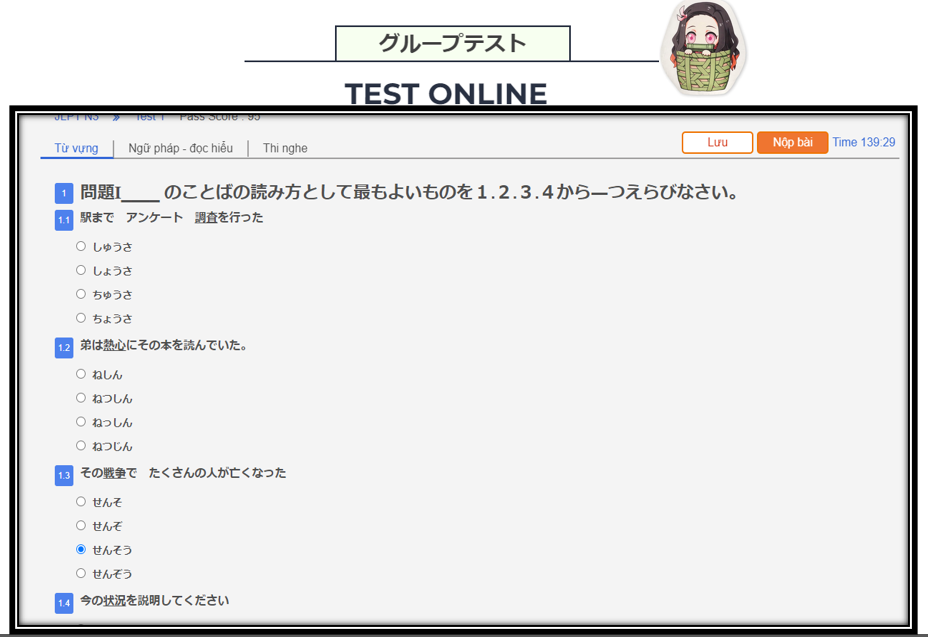 グループテスト
TEST ONLINE
JLPT N3 » Test 1 Pass Score : 95
Từ vựng Ngữ pháp - đọc hiểu Thi nghe Lưu Nộp bài Time 139:29
1 問題I____ のことばの読み方として最もよいものを１.２.３.４から一つえらびなさい。
1.1 駅まで　アンケート　調査を行った
しゅうさ
しょうさ
ちゅうさ
ちょうさ
1.2 弟は熱心にその本を読んでいた。
ねしん
ねつしん
ねっしん
ねつじん
1.3 その戦争で　たくさんの人が亡くなった
せんそ
せんぞ
せんそう
せんぞう
1.4 今の状況を説明してください